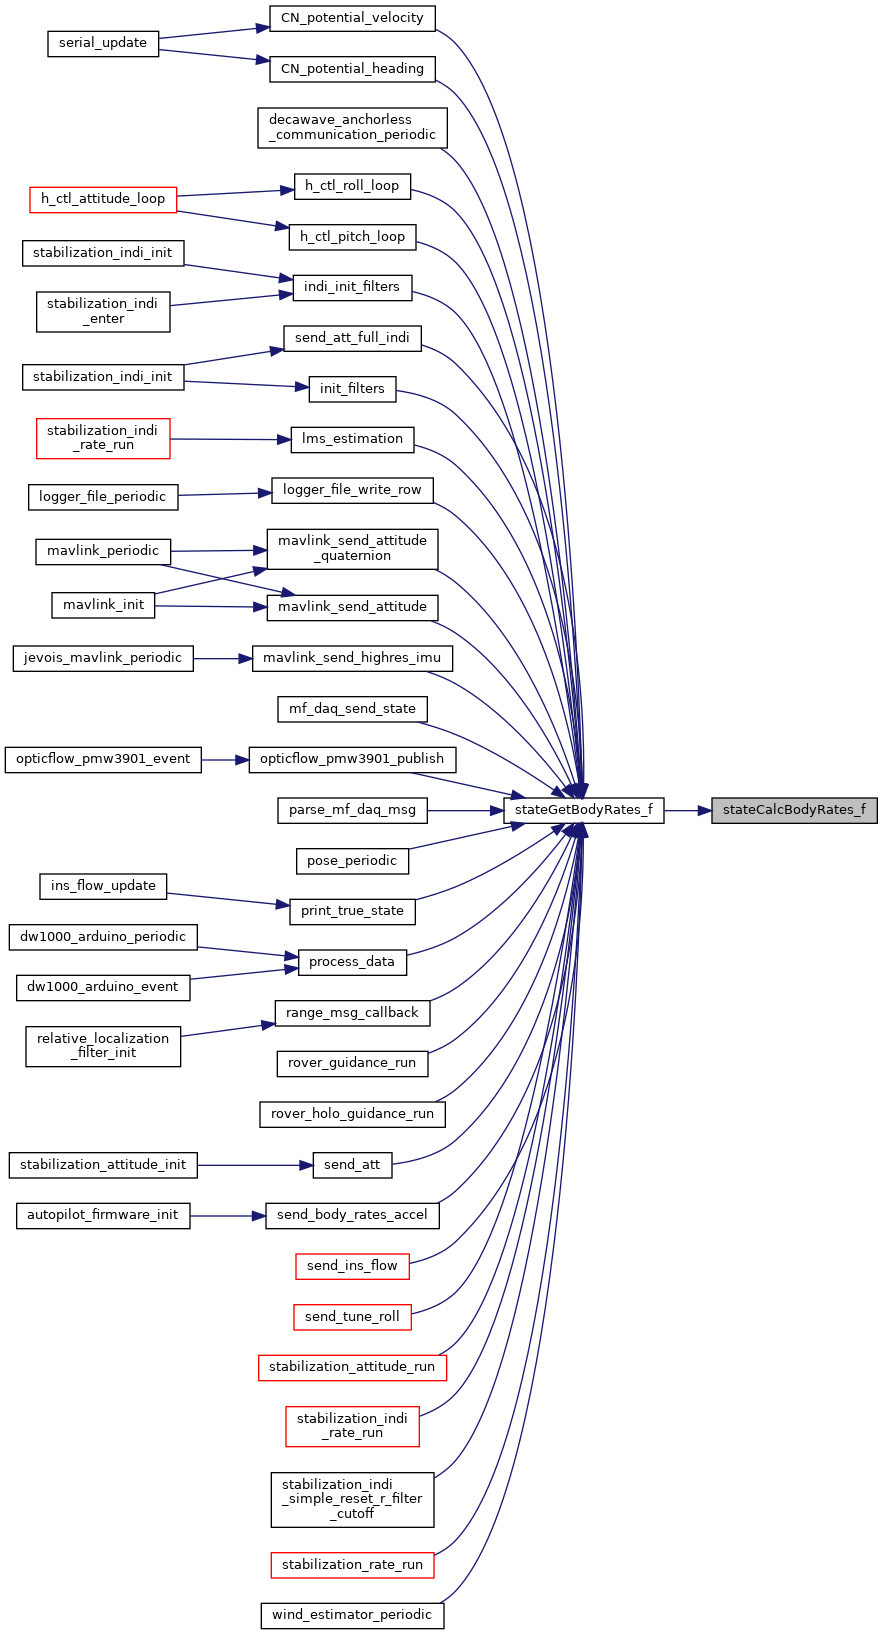 CN_potential_velocity
serial_update
CN_potential_heading
decawave_anchorless
_communication_periodic
h_ctl_roll_loop
h_ctl_attitude_loop
h_ctl_pitch_loop
stabilization_indi_init
indi_init_filters
stabilization_indi
_enter
send_att_full_indi
stabilization_indi_init
init_filters
stabilization_indi
_rate_run
lms_estimation
logger_file_periodic
logger_file_write_row
mavlink_send_attitude
_quaternion
mavlink_periodic
mavlink_init
mavlink_send_attitude
jevois_mavlink_periodic
mavlink_send_highres_imu
mf_daq_send_state
opticflow_pmw3901_event
opticflow_pmw3901_publish
parse_mf_daq_msg
stateGetBodyRates_f
stateCalcBodyRates_f
pose_periodic
ins_flow_update
print_true_state
dw1000_arduino_periodic
process_data
dw1000_arduino_event
range_msg_callback
relative_localization
_filter_init
rover_guidance_run
rover_holo_guidance_run
stabilization_attitude_init
send_att
autopilot_firmware_init
send_body_rates_accel
send_ins_flow
send_tune_roll
stabilization_attitude_run
stabilization_indi
_rate_run
stabilization_indi
_simple_reset_r_filter
_cutoff
stabilization_rate_run
wind_estimator_periodic